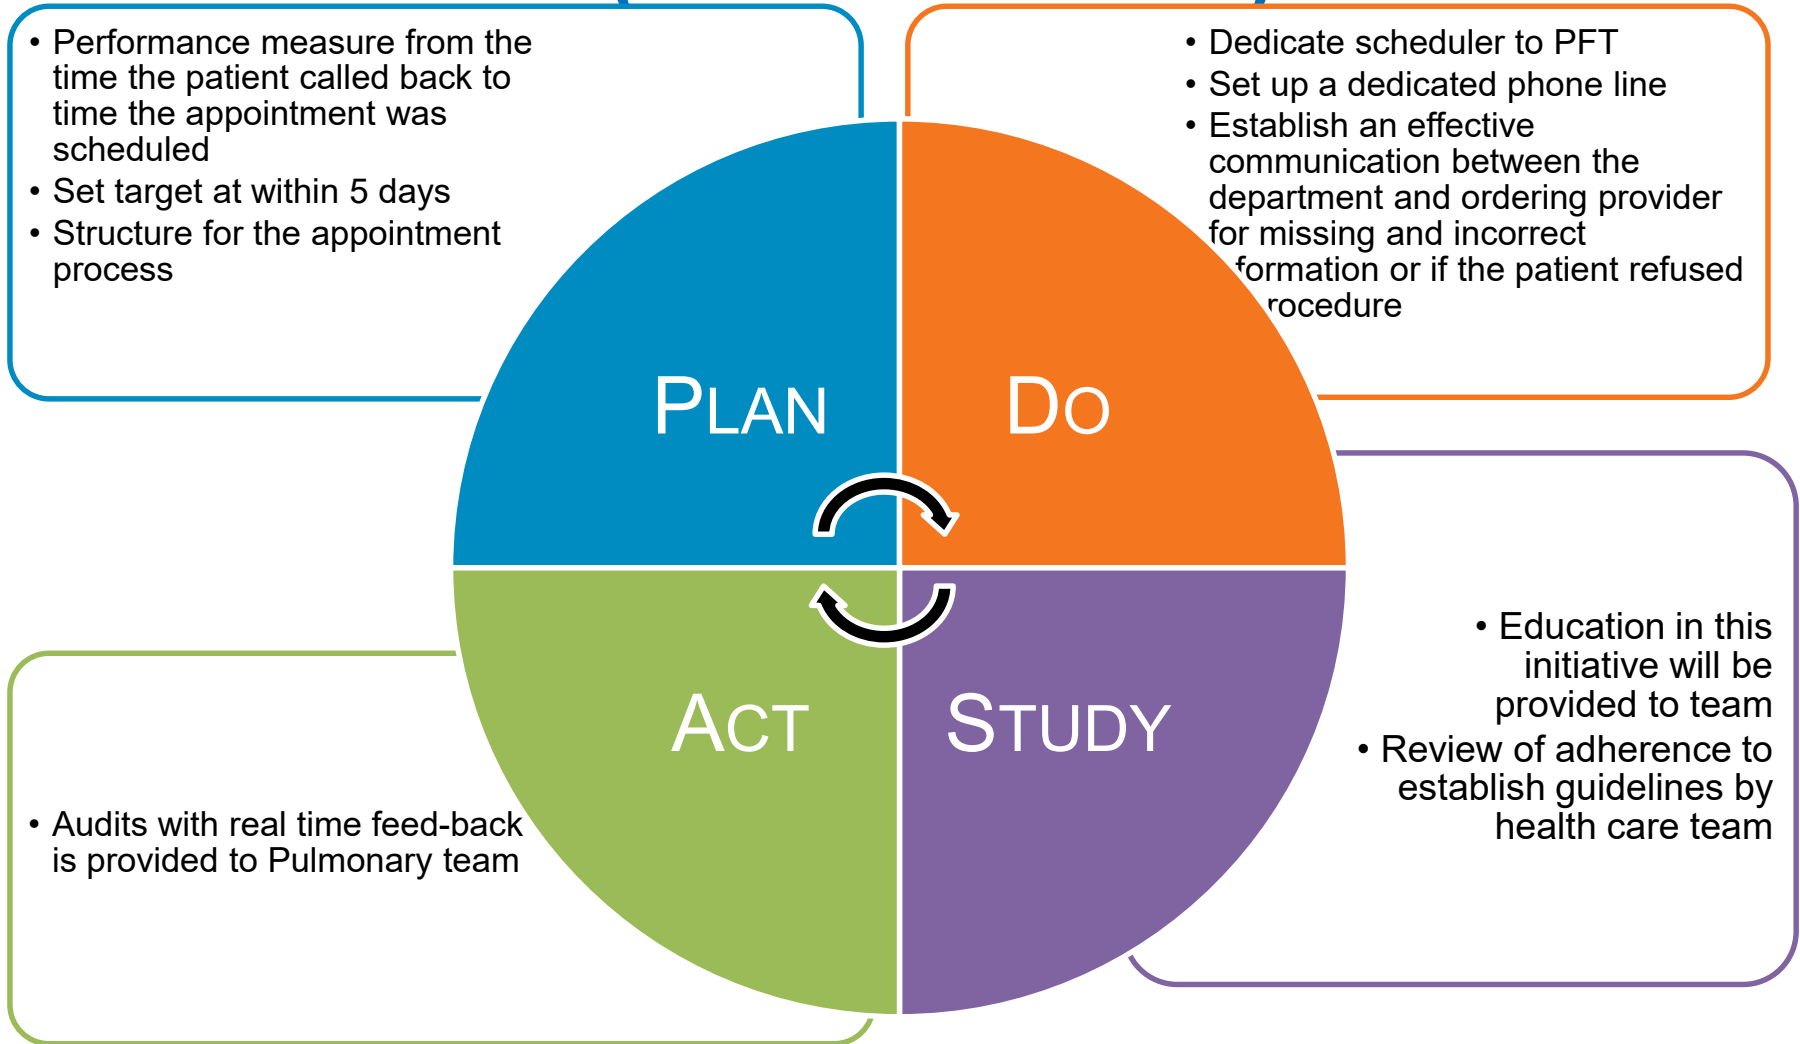 • Performance measure from the
time the patient called back to
time the appointment was
scheduled
• Set target at within 5 days
• Structure for the appointment
process
• Dedicate scheduler to PFT
• Set up a dedicated phone line
• Establish an effective
communication between the
department and ordering provider
for missing and incorrect
formation or if the patient refused
rocedure
PLAN
DO
ACT
STUDY
• Education in this
initiative will be
provided to team
• Review of adherence to
establish guidelines by
health care team
• Audits with real time feed-back
is provided to Pulmonary team